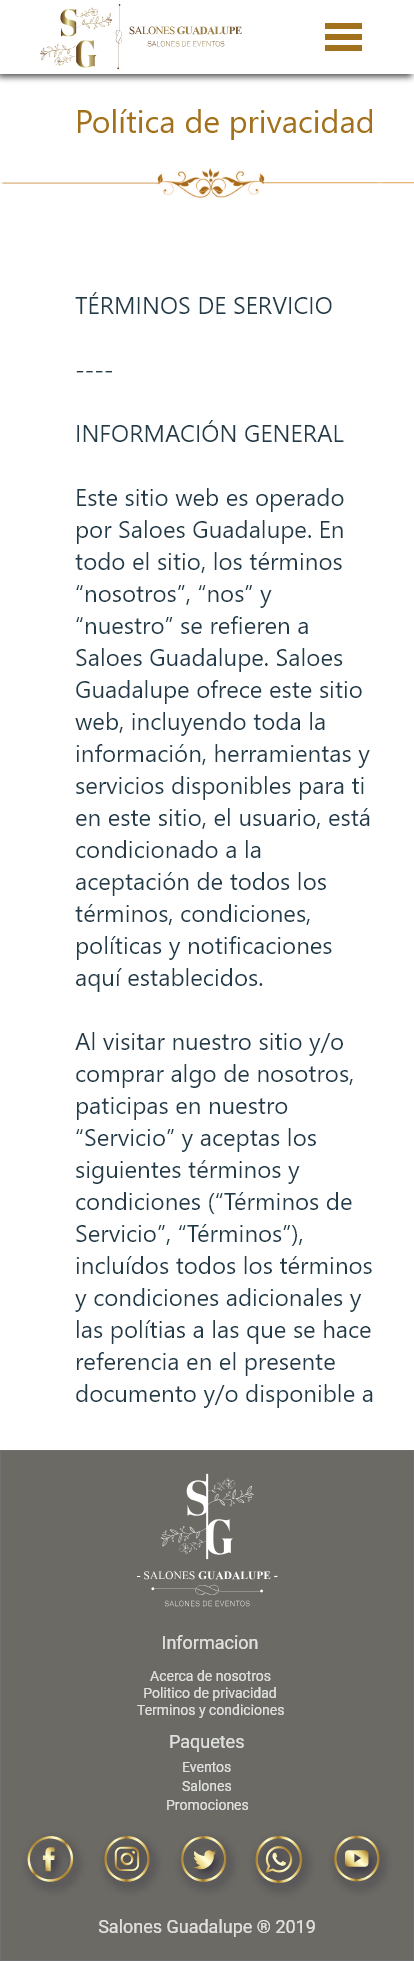 S
G
SALONES GUADALUPE
SALONES DE EVENTOS
Política de privacidad
TÉRMINOS DE SERVICIO
----
INFORMACIÓN GENERAL
Este sitio web es operado
por Saloes Guadalupe. En
todo el sitio, los términos
“nosotros”, “nos” y
“nuestro” se refieren a
Saloes Guadalupe. Saloes
Guadalupe ofrece este sitio
web, incluyendo toda la
información, herramientas y
servicios disponibles para ti
en este sitio, el usuario, está
condicionado a la
aceptación de todos los
términos, condiciones,
políticas y notificaciones
aquí establecidos.
Al visitar nuestro sitio y/o
comprar algo de nosotros,
paticipas en nuestro
“Servicio” y aceptas los
siguientes términos y
condiciones (“Términos de
Servicio”, “Términos”),
incluídos todos los términos
y condiciones adicionales y
las polítias a las que se hace
referencia en el presente
documento y/o disponible a
S
G
- SALONES GUADALUPE -
SALONES DE EVENTOS
Informacion
Acerca de nosotros
Politico de privacidad
Terminos y condiciones
Paquetes
Eventos
Salones
Promociones
Salones Guadalupe ® 2019